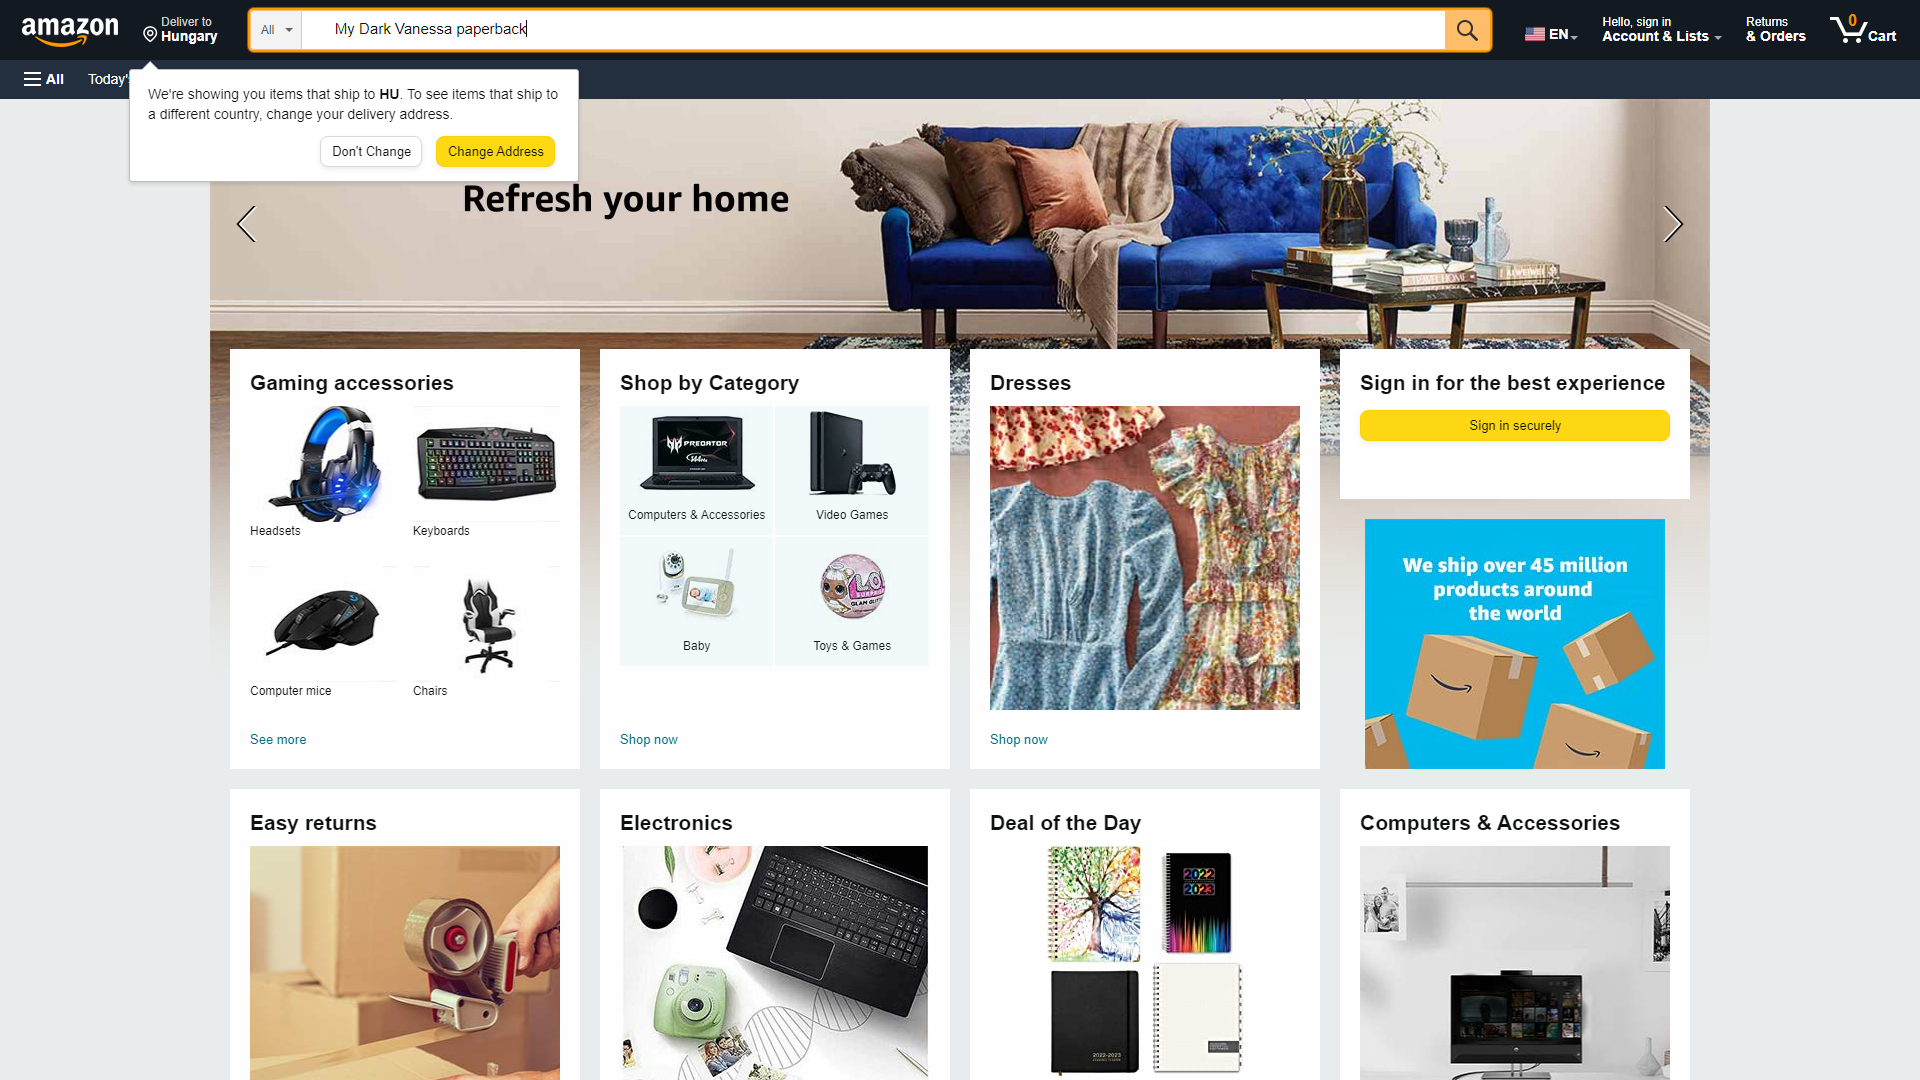 amazon
Deliver to
Hungary
All
My Dark Vanessa paperback
EN
Hello, sign in
Account & Lists
Returns
& Orders
0
Cart
All
Today's
We're showing you items that ship to HU. To see items that ship to
a different country, change your delivery address.
Don't Change
Change Address
Refresh your home
Gaming accessories
Headsets
Keyboards
Computer mice
Chairs
See more
Shop by Category
PREDATOR
Computers & Accessories
Video Games
Baby
Toys & Games
Shop now
Dresses
Shop now
Sign in for the best experience
Sign in securely
We ship over 45 million
products around
the world
Easy returns
Electronics
Deal of the Day
2022
2023
2022-2023
Computers & Accessories